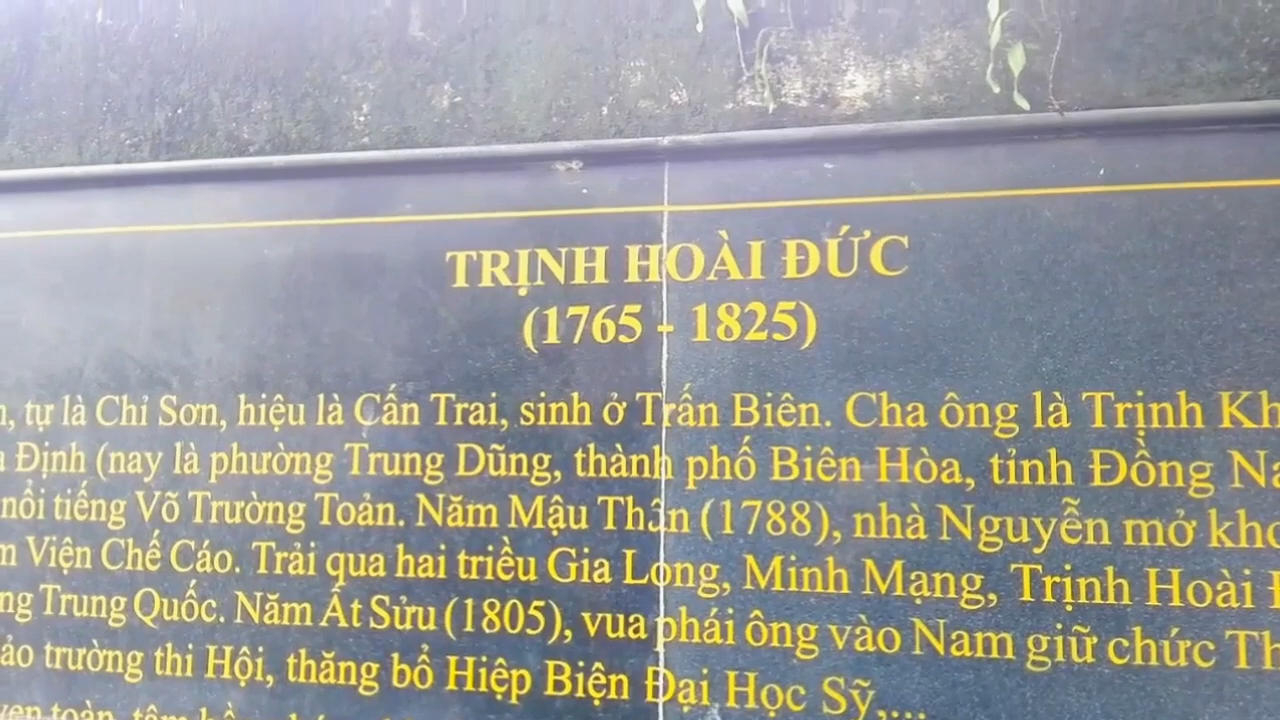 TRỊNH HOÀI ĐỨC
(1765 - 1825)
tự là Chỉ Sơn, hiệu là Cấn Trai, sinh ở Trấn Biên. Cha ông là Trịnh
Định (nay là phường Trung Dũng, thành phố Biên Hòa, tỉnh Đồng
nổi tiếng Võ Trường Toản. Năm Mậu Thân (1788), nhà Nguyễn mở
Viện Chế Cáo. Trải qua hai triều Gia Long, Minh Mạng, Trịnh Hoài
Trung Quốc. Năm Ất Sửu (1805), vua phái ông vào Nam giữ chức
trường thi Hội, thăng bổ Hiệp Biện Đại Học Sỹ,...